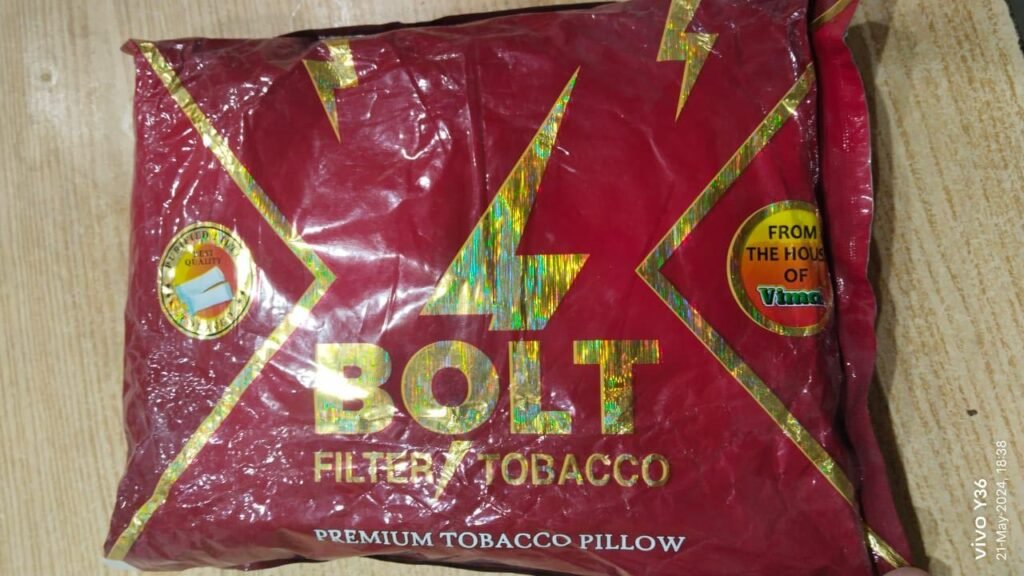 BEST
QUALITY
FROM
THE HOUS
OF
BOLT
FILTER TOBACCO
PREMIUM TOBACCO PILLOW
vivo Y36
21-May-2024, 18:38